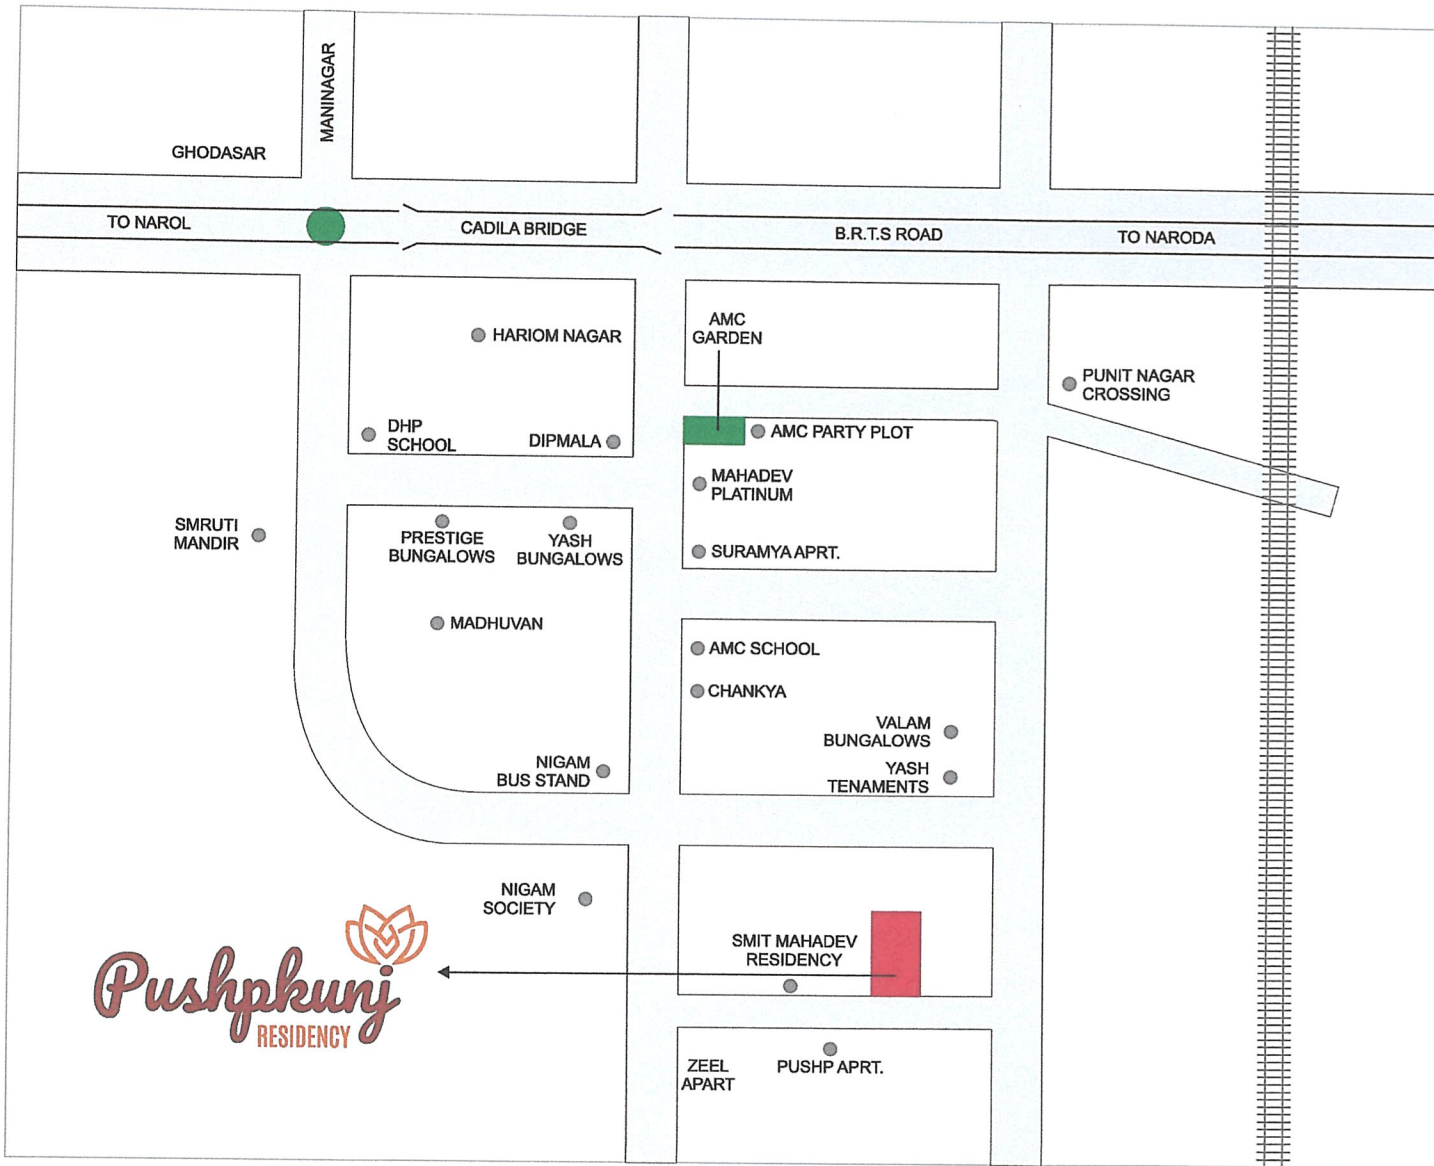 MANINAGAR
GHODASAR
TO NAROL
CADILA BRIDGE
B.R.T.S ROAD
TO NARODA
HARIOM NAGAR
AMC
GARDEN
PUNIT NAGAR
CROSSING
DHP
SCHOOL
DIPMALA
AMC PARTY PLOT
MAHADEV
PLATINUM
SMRUTI
MANDIR
PRESTIGE
BUNGALOWS
YASH
BUNGALOWS
SURAMYA APRT.
MADHUVAN
AMC SCHOOL
CHANKYA
VALAM
BUNGALOWS
NIGAM
BUS STAND
YASH
TENAMENTS
NIGAM
SOCIETY
SMIT MAHADEV
RESIDENCY
Pushpkunj
RESIDENCY
ZEEL
APART
PUSHP APRT.